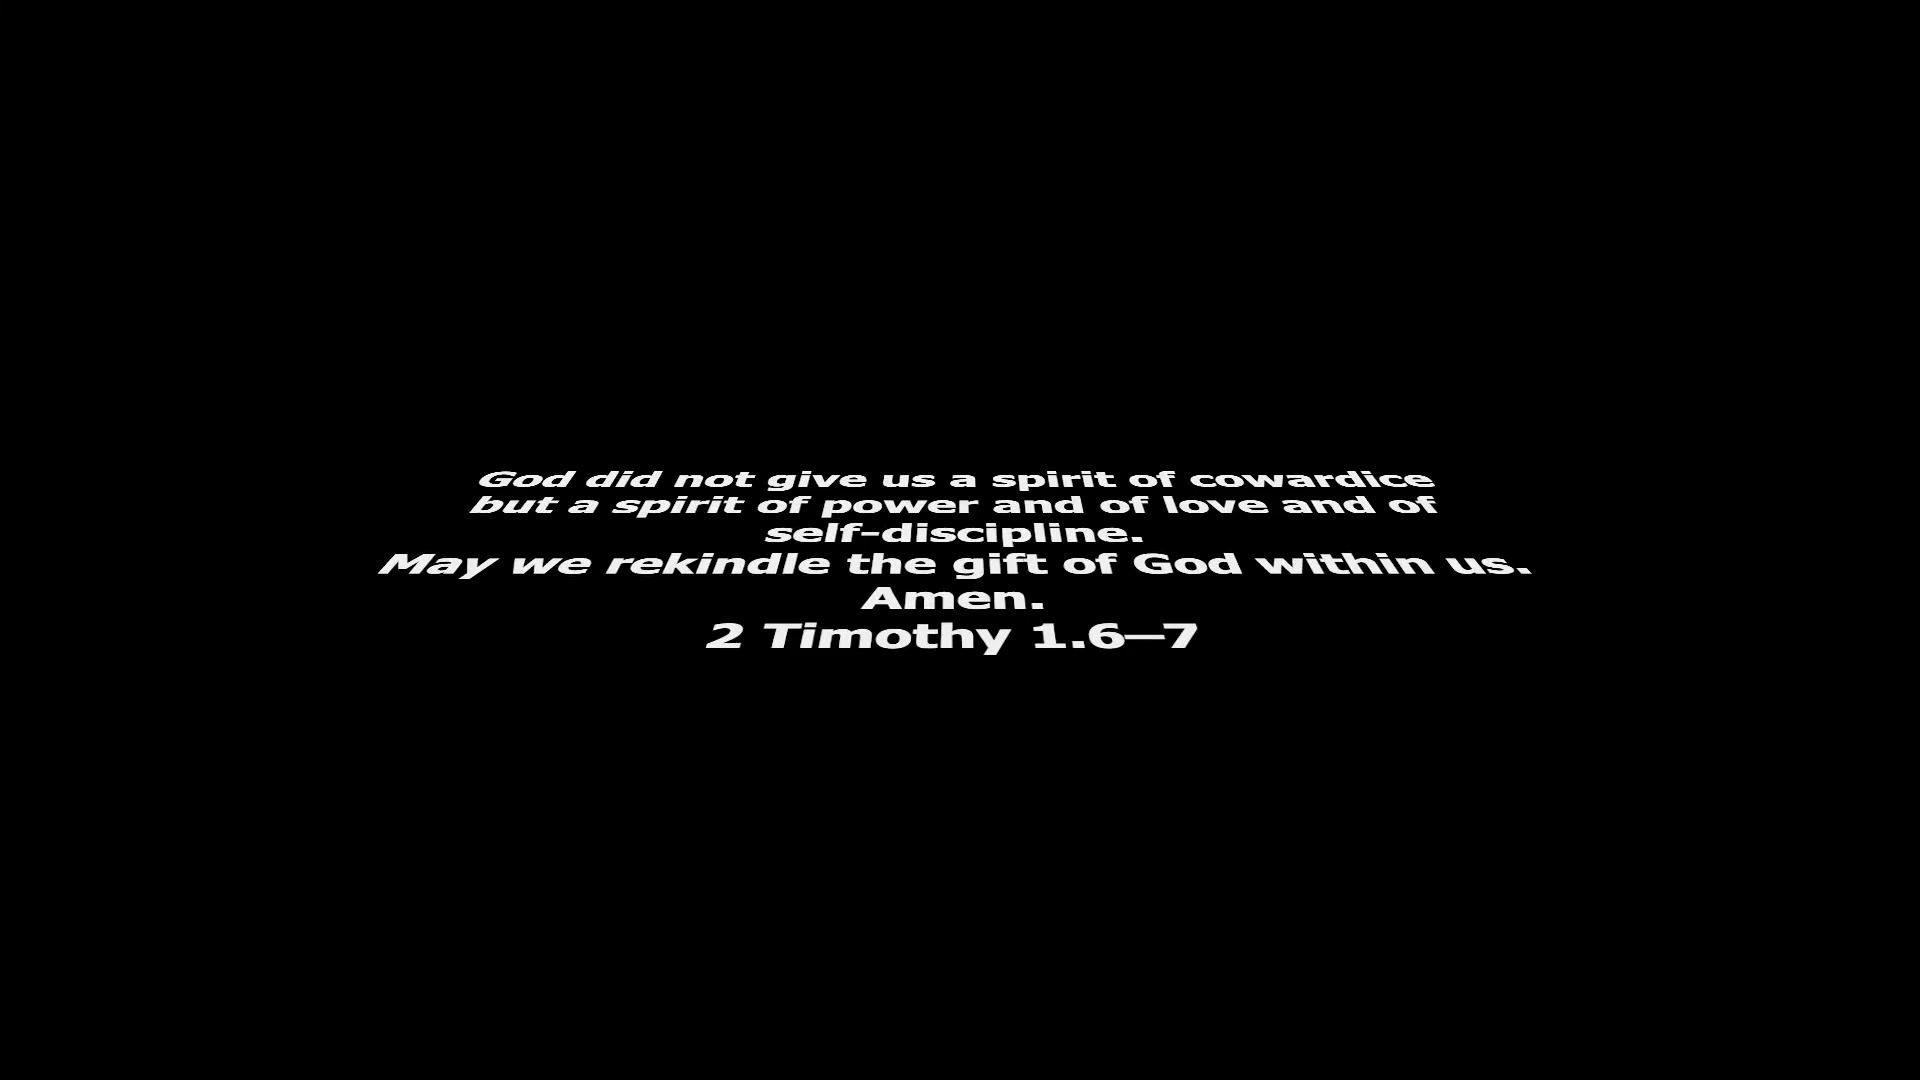 God did not give us a spirit of cowardice
but a spirit of power and of love and of
self-discipline.
May we rekindle the gift of God within us.
Amen.
2 Timothy 1.6—7